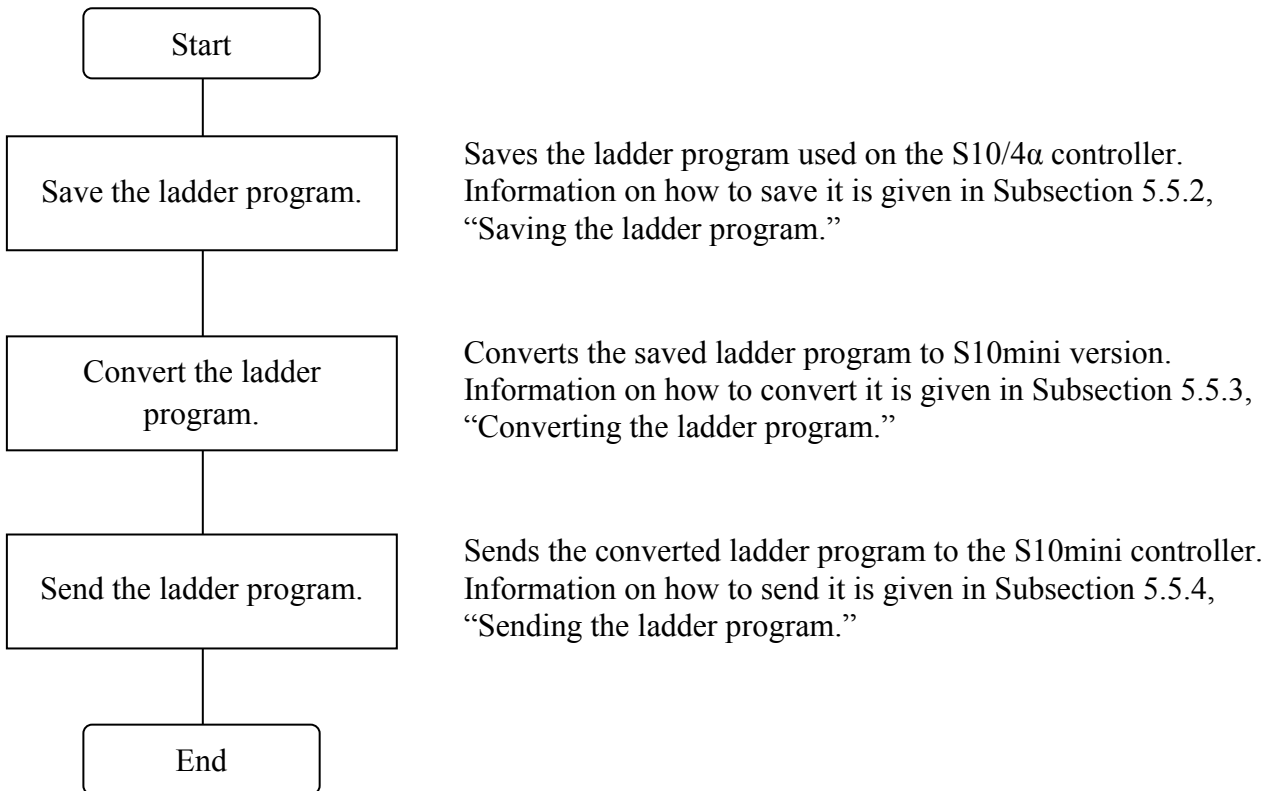 Start
Save the ladder program.
Saves the ladder program used on the S10/4α controller.
Information on how to save it is given in Subsection 5.5.2,
“Saving the ladder program.”
Convert the ladder
program.
Converts the saved ladder program to S10mini version.
Information on how to convert it is given in Subsection 5.5.3,
“Converting the ladder program.”
Send the ladder program.
Sends the converted ladder program to the S10mini controller.
Information on how to send it is given in Subsection 5.5.4,
“Sending the ladder program.”
End